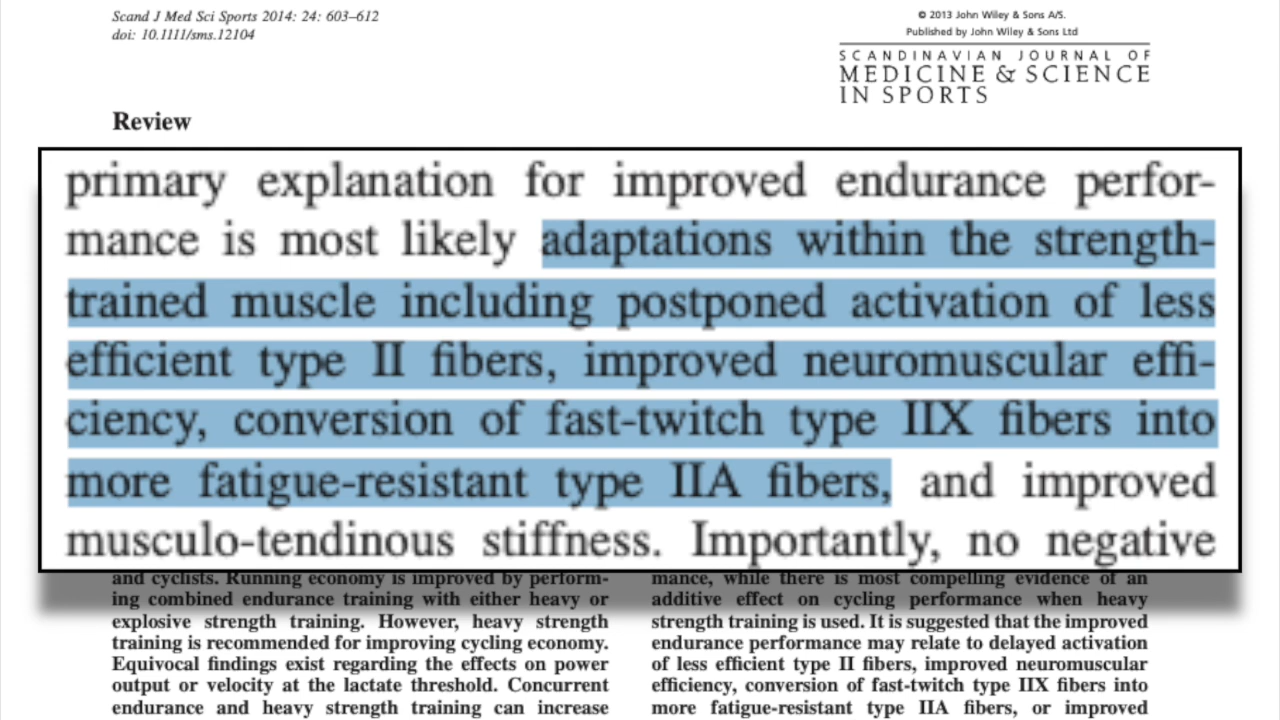 Scand J Med Sci Sports 2014: 24: 603–612
doi: 10.1111/sms.12104
© 2013 John Wiley & Sons A/S.
Published by John Wiley & Sons Ltd
SCANDINAVIAN JOURNAL OF
MEDICINE & SCIENCE
IN SPORTS
Review
primary explanation for improved endurance perfor-
mance is most likely adaptations within the strength-
trained muscle including postponed activation of less
efficient type II fibers, improved neuromuscular effi-
ciency, conversion of fast-twitch type IIX fibers into
more fatigue-resistant type IIA fibers, and improved
musculo-tendinous stiffness. Importantly, no negative
and cyclists. Running economy is improved by perform-
ing combined endurance training with either heavy or
explosive strength training. However, heavy strength
training is recommended for improving cycling economy.
Equivocal findings exist regarding the effects on power
output or velocity at the lactate threshold. Concurrent
endurance and heavy strength training can increase
mance, while there is most compelling evidence of an
additive effect on cycling performance when heavy
strength training is used. It is suggested that the improved
endurance performance may relate to delayed activation
of less efficient type II fibers, improved neuromuscular
efficiency, conversion of fast-twitch type IIX fibers into
more fatigue-resistant type IIA fibers, or improved